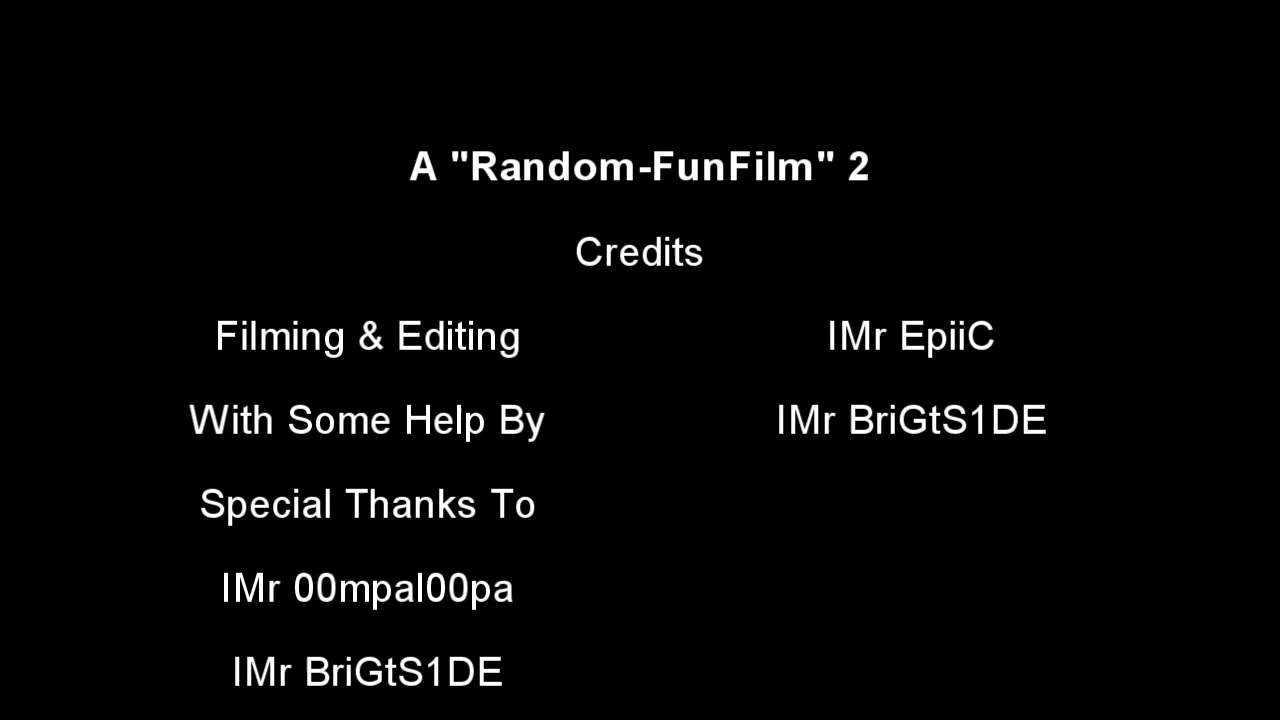 A "Random-FunFilm" 2
Credits
Filming & Editing IMr EpiiC
With Some Help By IMr BriGtS1DE
Special Thanks To
IMr 00mpal00pa
IMr BriGtS1DE